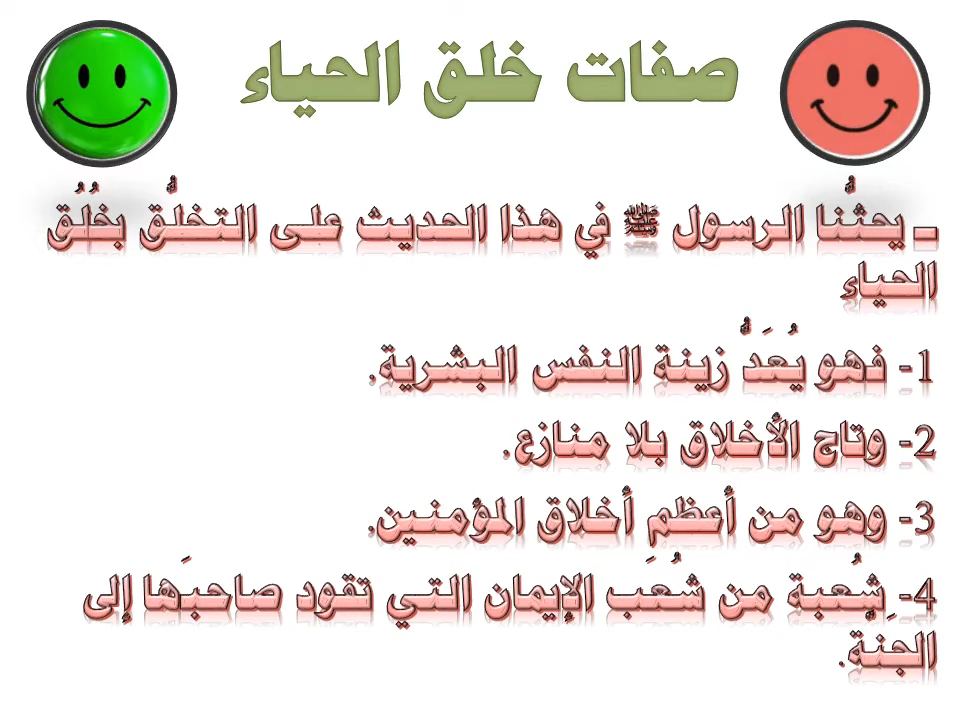 صفات خلق الحياء
ـ يحثُّنا الرسول ﷺ في هذا الحديث على التخلُّق بخُلُق
الحياء
1- فهو يُعَدُّ زينة النفس البشرية.
2- وتاج الأخلاق بلا منازع.
3- وهو من أعظم أخلاق المؤمنين.
4- شُعبة من شُعَب الإيمان التي تقود صاحبَها إلى
الجنةِ.